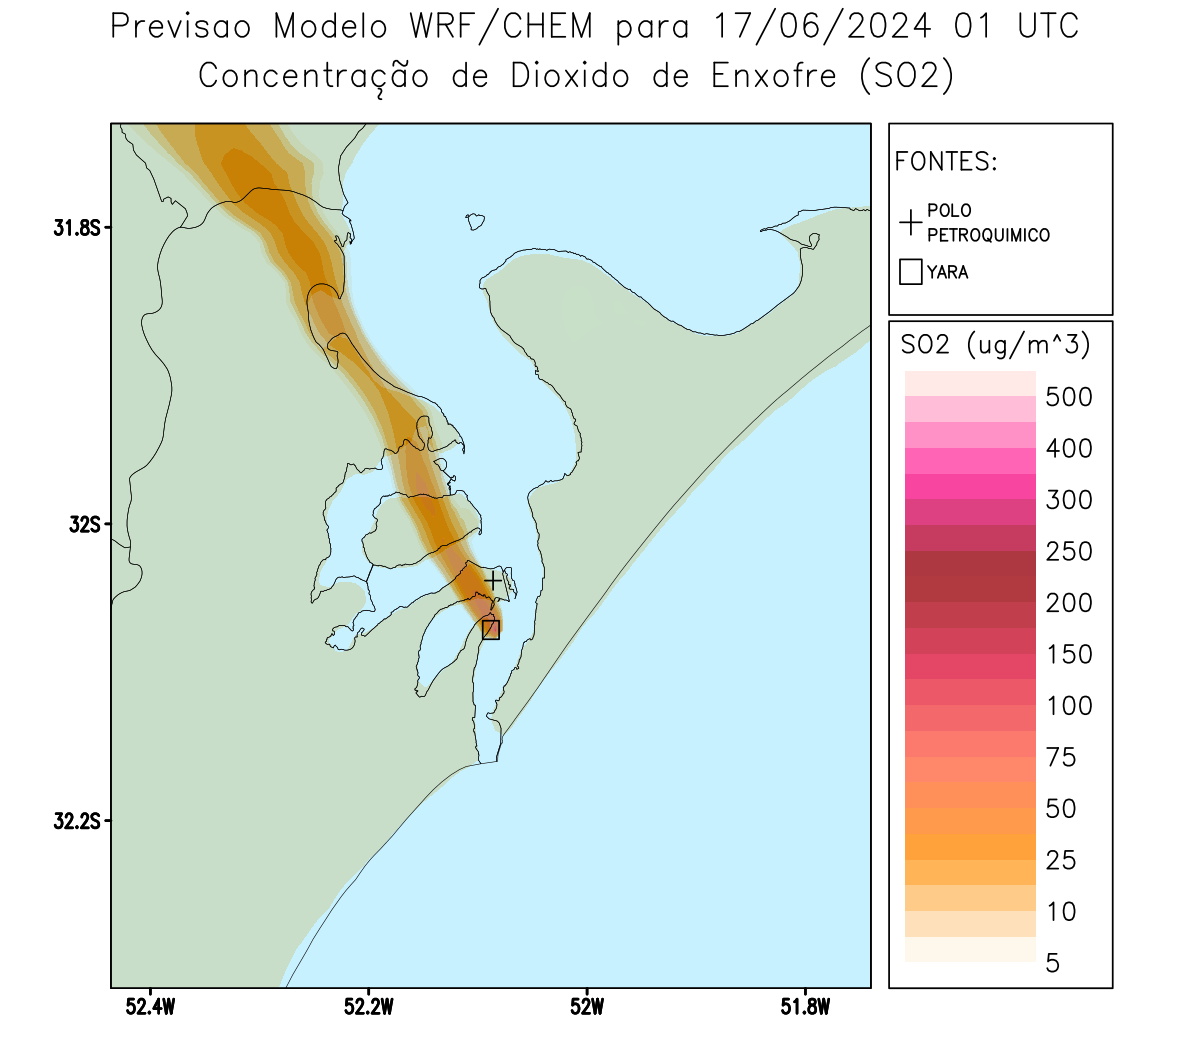 Previsao Modelo WRF/CHEM para 17/06/2024 01 UTC
Concentração de Dioxido de Enxofre (SO2)
FONTES:
POLO
PETROQUIMICO
YARA
31.8S
32S
32.2S
52.4W
52.2W
52W
51.8W
SO2 (ug/m^3)
500
400
300
250
200
150
100
75
50
25
10
5